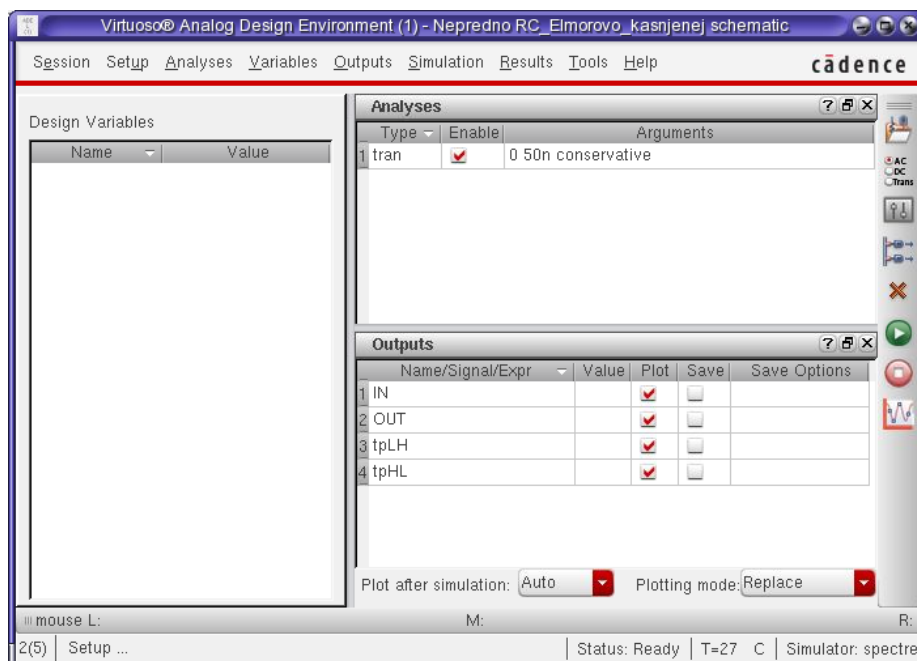 Virtuoso® Analog Design Environment (1) - Nepredno RC_Elmorovo_kasnjenej schematic
Session Setup Analyses Variables Outputs Simulation Results Tools Help cādence
Design Variables
Name Value
Analyses
Type Enable Arguments
1 tran 0 50n conservative
AC
DC
Trans
Outputs
Name/Signal/Expr Value Plot Save Save Options
1 IN
2 OUT
3 tpLH
4 tpHL
Plot after simulation: Auto Plotting mode: Replace
mouse L: M: R:
2(5) Setup ... Status: Ready T=27 C Simulator: spectre